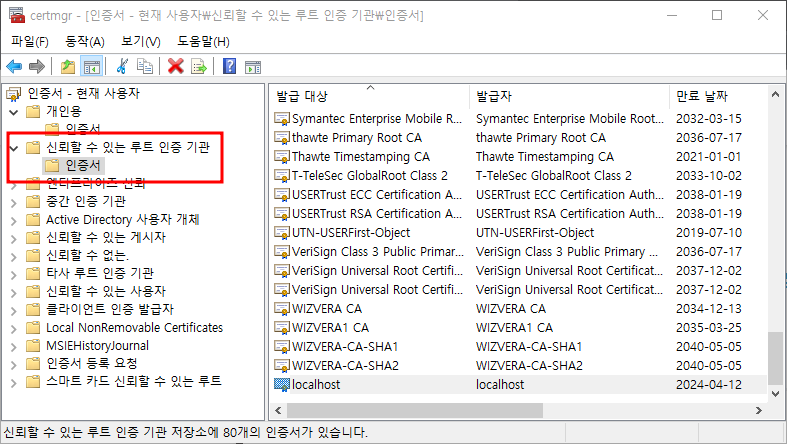 certmgr - [인증서 - 현재 사용자₩신뢰할 수 있는 루트 인증 기관₩인증서]
파일(F) 동작(A) 보기(V) 도움말(H)
인증서 - 현재 사용자
개인용
인증서
신뢰할 수 있는 루트 인증 기관
인증서
엔터프라이즈 신뢰
중간 인증 기관
Active Directory 사용자 개체
신뢰할 수 있는 게시자
신뢰할 수 없는.
타사 루트 인증 기관
신뢰할 수 있는 사용자
클라이언트 인증 발급자
Local NonRemovable Certificates
MSIEHistoryJournal
인증서 등록 요청
스마트 카드 신뢰할 수 있는 루트
발급 대상 발급자 만료 날짜
Symantec Enterprise Mobile Ro... Symantec Enterprise Mobile Root... 2032-03-15
thawte Primary Root CA thawte Primary Root CA 2036-07-17
Thawte Timestamping CA Thawte Timestamping CA 2021-01-01
T-TeleSec GlobalRoot Class 2 T-TeleSec GlobalRoot Class 2 2033-10-02
USERTrust ECC Certification A... USERTrust ECC Certification Auth... 2038-01-19
USERTrust RSA Certification A... USERTrust RSA Certification Auth... 2038-01-19
UTN-USERFirst-Object UTN-USERFirst-Object 2019-07-10
VeriSign Class 3 Public Primar... VeriSign Class 3 Public Primary ... 2036-07-17
VeriSign Universal Root Certifi... VeriSign Universal Root Certifica... 2037-12-02
VeriSign Universal Root Certifi... VeriSign Universal Root Certifica... 2037-12-02
WIZVERA CA WIZVERA CA 2034-12-13
WIZVERA1 CA WIZVERA1 CA 2035-03-25
WIZVERA-CA-SHA1 WIZVERA-CA-SHA1 2040-05-05
WIZVERA-CA-SHA2 WIZVERA-CA-SHA2 2040-05-05
localhost localhost 2024-04-12
신뢰할 수 있는 루트 인증 기관 저장소에 80개의 인증서가 있습니다.